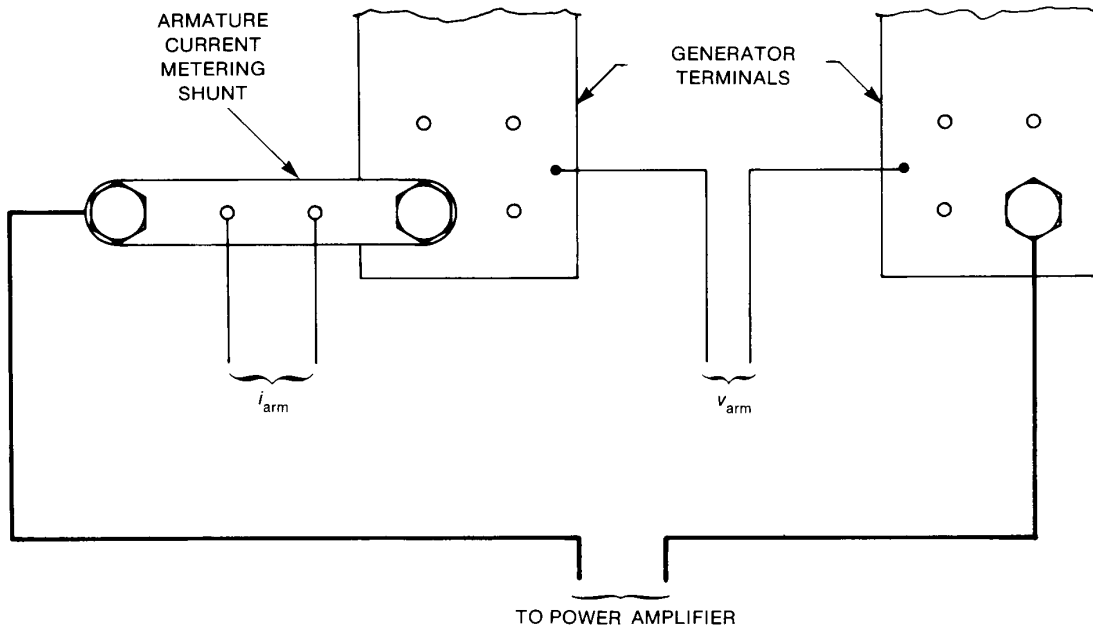 ARMATURE
CURRENT
METERING
SHUNT
GENERATOR
TERMINALS
i_arm
v_arm
TO POWER AMPLIFIER